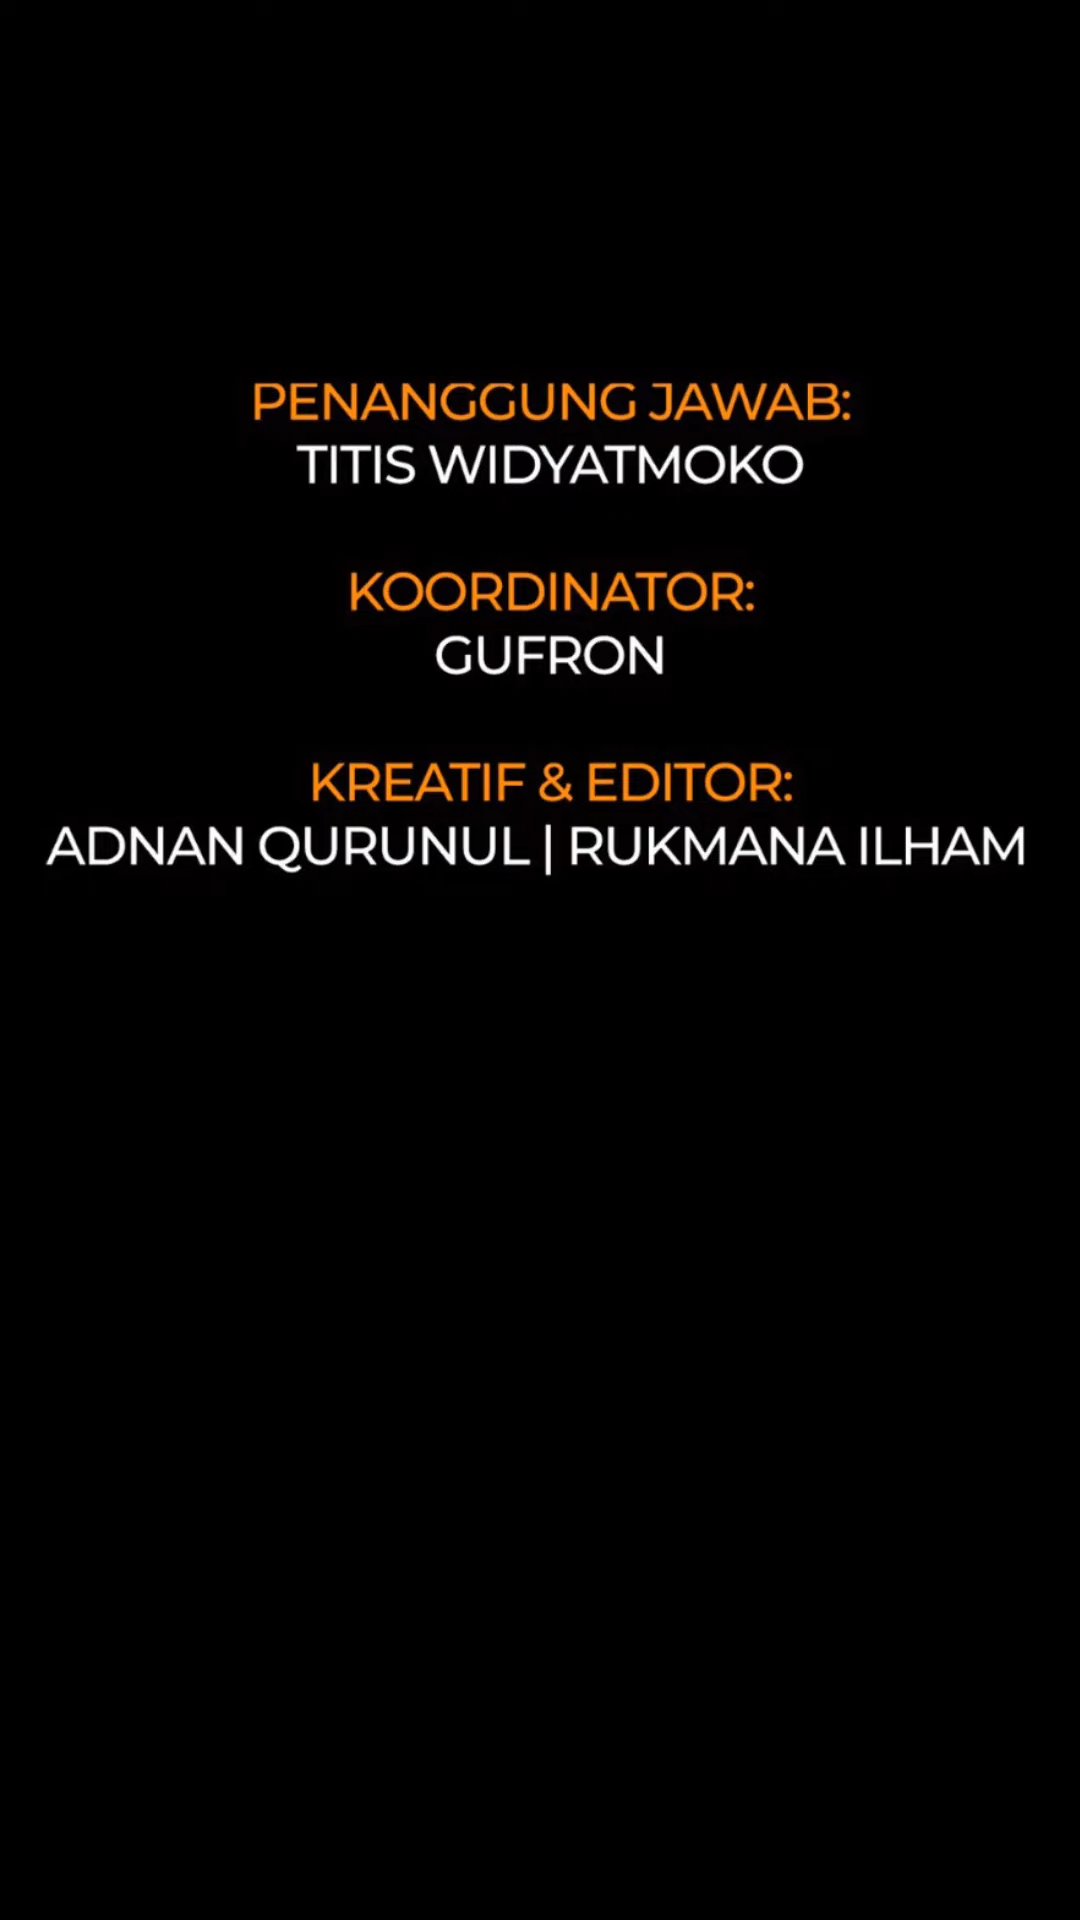 PENANGGUNG JAWAB:
TITIS WIDYATMOKO
KOORDINATOR:
GUFRON
KREATIF & EDITOR:
ADNAN QURUNUL | RUKMANA ILHAM